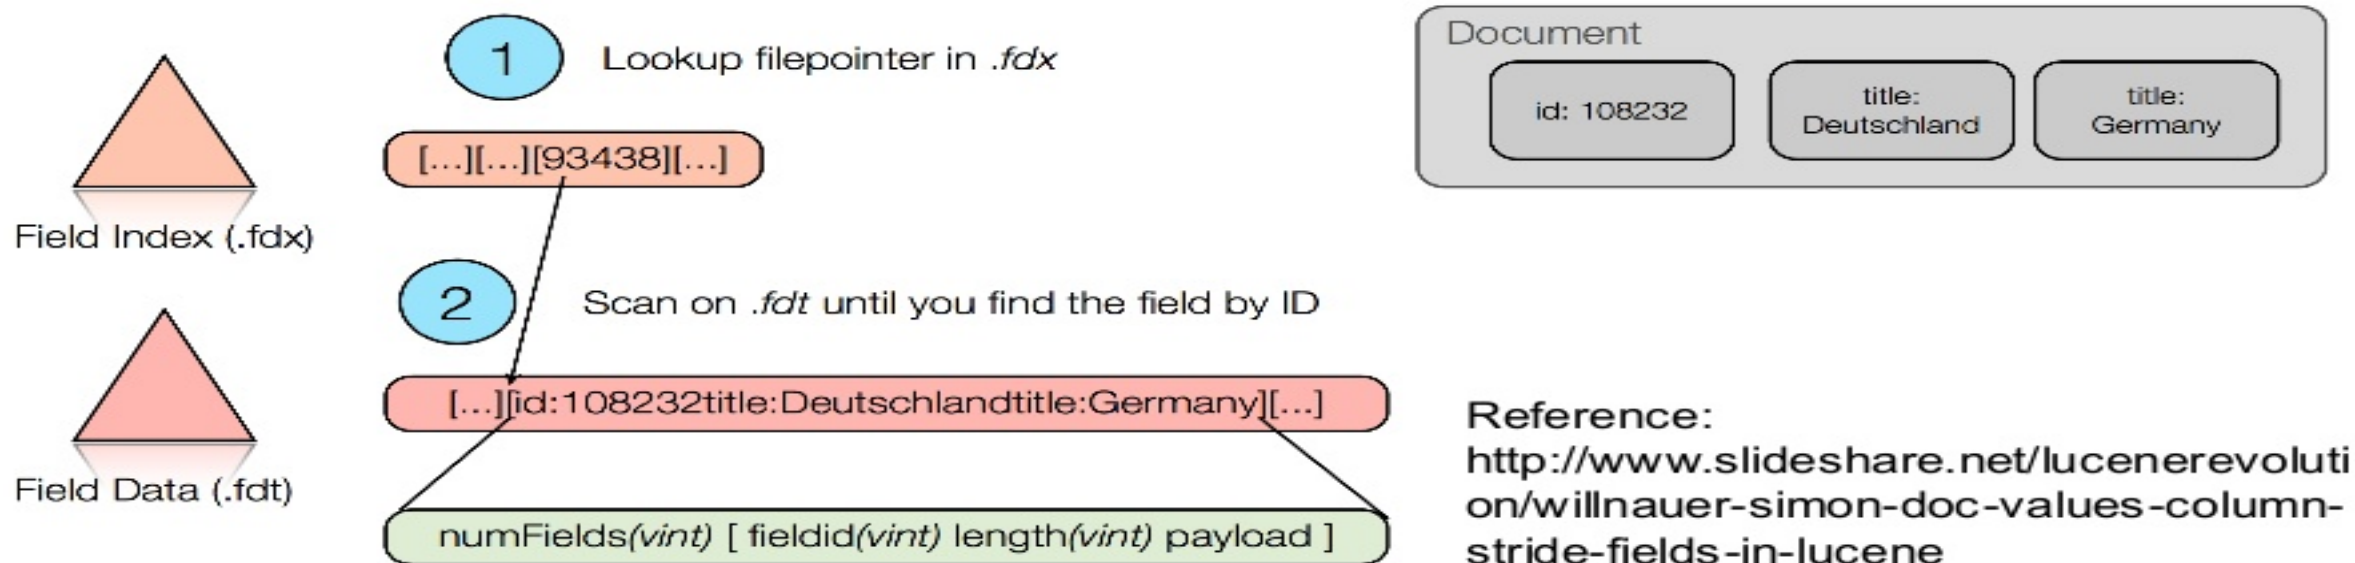 1
Lookup filepointer in .fdx
[...][...][93438][...]
Field Index (.fdx)
2
Scan on .fdt until you find the field by ID
[...][id:108232title:Deutschlandtitle:Germany][...]
Field Data (.fdt)
numFields(vint) [ fieldid(vint) length(vint) payload ]
Document
id: 108232
title:
Deutschland
title:
Germany
Reference:
http://www.slideshare.net/lucenerevoluti
on/willnauer-simon-doc-values-column-
stride-fields-in-lucene